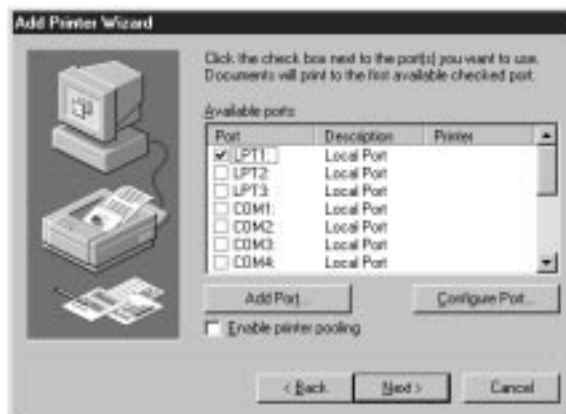 Add Printer Wizard
Click the check box next to the port(s) you want to use.
Documents will print to the first available checked port.
Available ports:
Port Description Printer
LPT1: Local Port
LPT2: Local Port
LPT3: Local Port
COM1: Local Port
COM2: Local Port
COM3: Local Port
COM4: Local Port
Add Port... Configure Port...
Enable printer pooling
< Back Next > Cancel